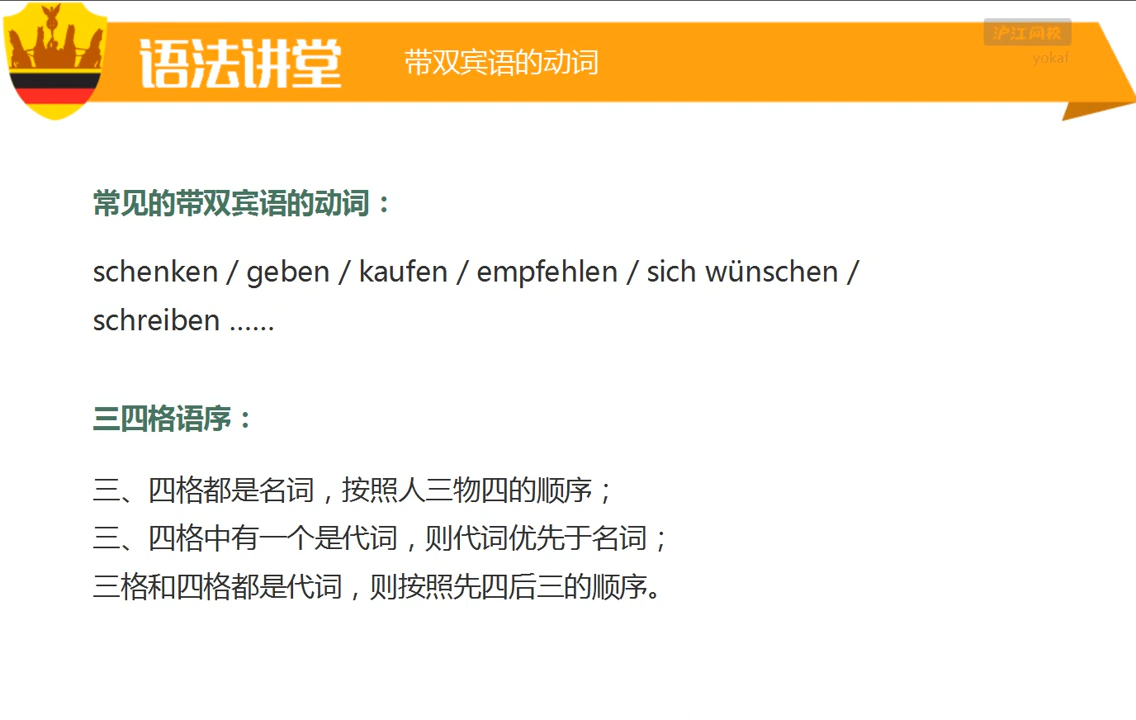 语法讲堂
带双宾语的动词
沪江网校
yokaf
常见的带双宾语的动词：
schenken / geben / kaufen / empfehlen / sich wünschen /
schreiben ……
三四格语序：
三、四格都是名词，按照人三物四的顺序；
三、四格中有一个是代词，则代词优先于名词；
三格和四格都是代词，则按照先四后三的顺序。